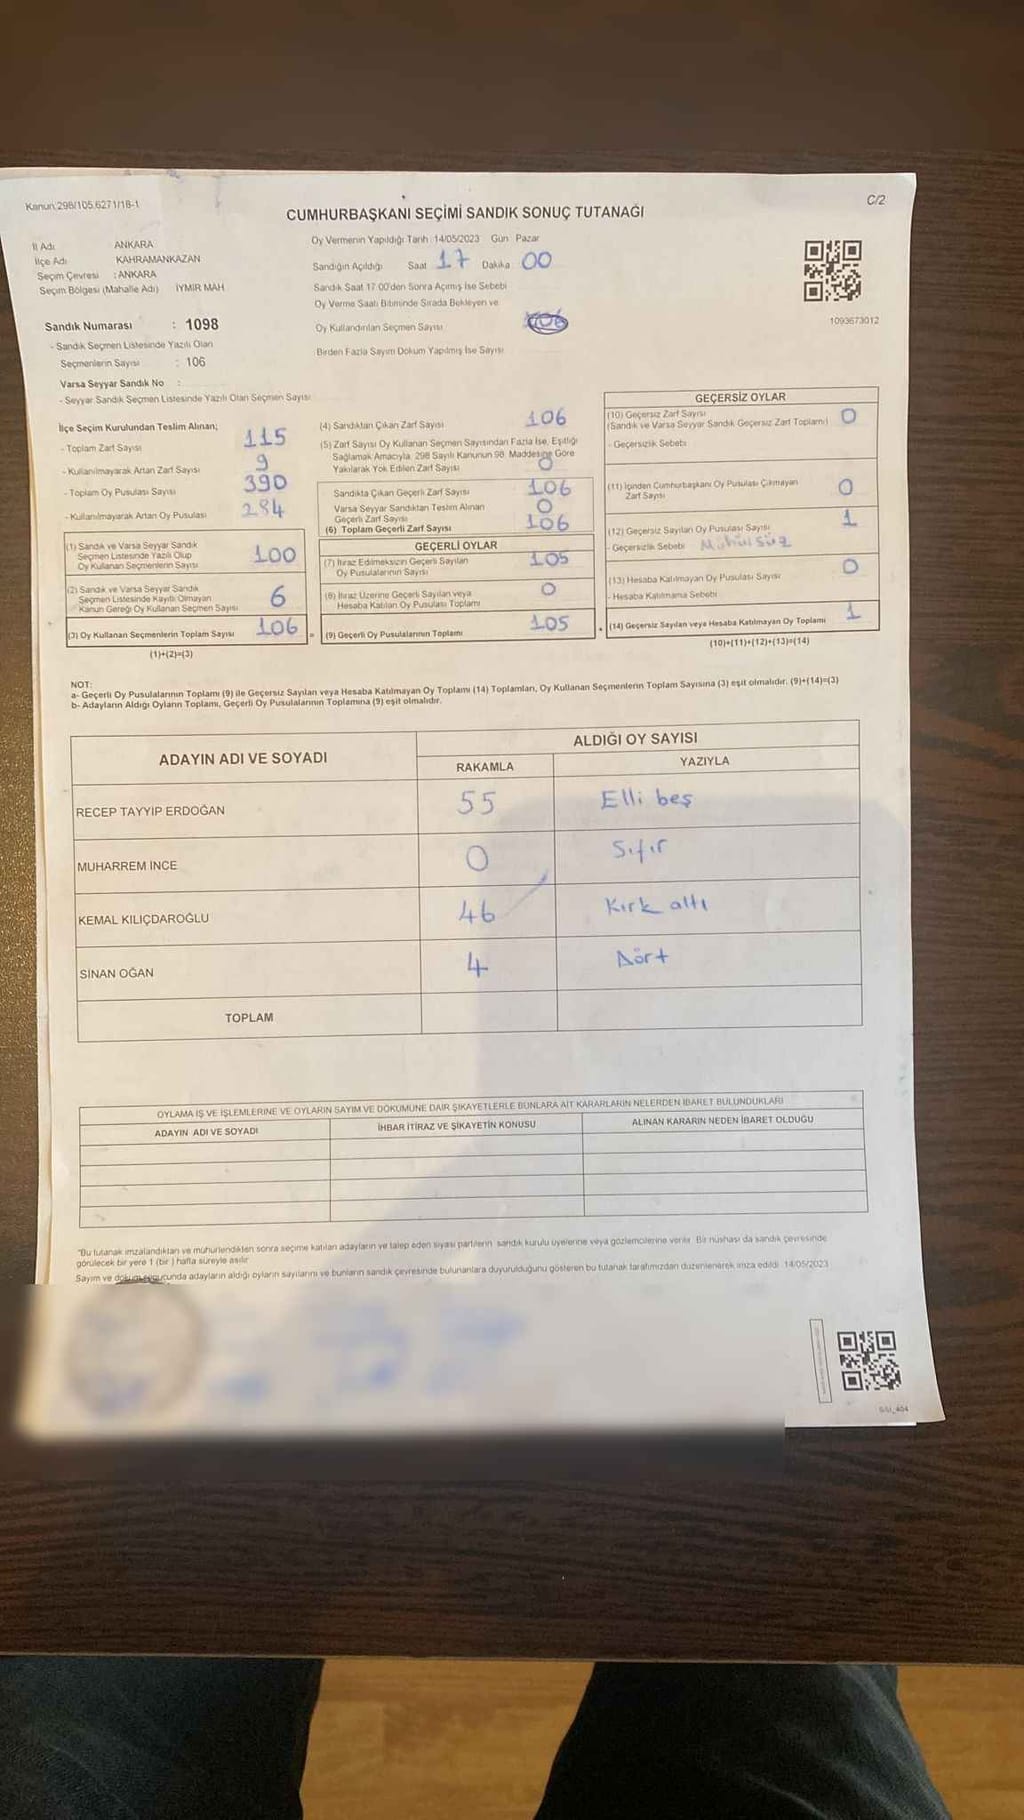 Kanun:298/105,6271/18-1
C/2
CUMHURBAŞKANI SEÇİMİ SANDIK SONUÇ TUTANAĞI
İl Adı ANKARA
İlçe Adı KAHRAMANKAZAN
Seçim Çevresi : ANKARA
Seçim Bölgesi (Mahalle Adı) İYMİR MAH
Sandık Numarası : 1098
- Sandık Seçmen Listesinde Yazılı Olan
Seçmenlerin Sayısı : 106
Varsa Seyyar Sandık No :
- Seyyar Sandık Seçmen Listesinde Yazılı Olan Seçmen Sayısı
Oy Vermenin Yapıldığı Tarih 14/05/2023 Gün Pazar
Sandığın Açıldığı Saat 17 Dakika 00
Sandık Saat 17.00'den Sonra Açımış İse Sebebi
Oy Verme Saati Bitiminde Sırada Bekleyen ve
Oy Kullandırılan Seçmen Sayısı
Birden Fazla Sayım Döküm Yapılmış İse Sayısı
1093673012
İlçe Seçim Kurulundan Teslim Alınan;
- Toplam Zarf Sayısı 115
- Kullanılmayarak Artan Zarf Sayısı 9
- Toplam Oy Pusulası Sayısı 390
- Kullanılmayarak Artan Oy Pusulası 284
(1) Sandık ve Varsa Seyyar Sandık
Seçmen Listesinde Yazılı Olup
Oy Kullanan Seçmenlerin Sayısı 100
(2) Sandık ve Varsa Seyyar Sandık
Seçmen Listesinde Kayıtlı Olmayan
Kanun Gereği Oy Kullanan Seçmen Sayısı 6
(3) Oy Kullanan Seçmenlerin Toplam Sayısı 106 =
(1)+(2)=(3)
(4) Sandıktan Çıkan Zarf Sayısı 106
(5) Zarf Sayısı Oy Kullanan Seçmen Sayısından Fazla İse, Eşitliği
Sağlamak Amacıyla, 298 Sayılı Kanunun 98. Maddesine Göre
Yakılarak Yok Edilen Zarf Sayısı 0
Sandıkta Çıkan Geçerli Zarf Sayısı 106
Varsa Seyyar Sandıktan Teslim Alınan
Geçerli Zarf Sayısı 0
(6) Toplam Geçerli Zarf Sayısı 106
GEÇERLİ OYLAR
(7) İtiraz Edilmeksizin Geçerli Sayılan
Oy Pusulalarının Sayısı 105
(8) İtiraz Üzerine Geçerli Sayılan veya
Hesaba Katılan Oy Pusulası Toplamı 0
(9) Geçerli Oy Pusulalarının Toplamı 105 +
GEÇERSİZ OYLAR
(10) Geçersiz Zarf Sayısı 0
(Sandık ve Varsa Seyyar Sandık Geçersiz Zarf Toplamı)
- Geçersizlik Sebebi
(11) İçinden Cumhurbaşkanı Oy Pusulası Çıkmayan
Zarf Sayısı 0
(12) Geçersiz Sayılan Oy Pusulası Sayısı 1
- Geçersizlik Sebebi Mühürsüz
(13) Hesaba Katılmayan Oy Pusulası Sayısı 0
- Hesaba Katılmama Sebebi
(14) Geçersiz Sayılan veya Hesaba Katılmayan Oy Toplamı 1
(10)+(11)+(12)+(13)=(14)
NOT:
a- Geçerli Oy Pusulalarının Toplamı (9) ile Geçersiz Sayılan veya Hesaba Katılmayan Oy Toplamı (14) Toplamları, Oy Kullanan Seçmenlerin Toplam Sayısına (3) eşit olmalıdır. (9)+(14)=(3)
b- Adayların Aldığı Oyların Toplamı, Geçerli Oy Pusulalarının Toplamına (9) eşit olmalıdır.
ADAYIN ADI VE SOYADI ALDIĞI OY SAYISI
RAKAMLA YAZIYLA
RECEP TAYYİP ERDOĞAN 55 Elli beş
MUHARREM İNCE 0 Sıfır
KEMAL KILIÇDAROĞLU 46 Kırk altı
SİNAN OĞAN 4 Dört
TOPLAM
OYLAMA İŞ VE İŞLEMLERİNE VE OYLARIN SAYIM VE DÖKÜMÜNE DAİR ŞİKAYETLERLE BUNLARA AİT KARARLARIN NELERDEN İBARET BULUNDUKLARI
ADAYIN ADI VE SOYADI İHBAR İTİRAZ VE ŞİKAYETİN KONUSU ALINAN KARARIN NEDEN İBARET OLDUĞU
"Bu tutanak imzalandıktan ve mühürlendikten sonra seçime katılan adayların ve talep eden siyasi partilerin sandık kurulu üyelerine veya gözlemcilerine verilir. Bir nüshası da sandık çevresinde
görülecek bir yere 1 (bir ) hafta süreyle asılır
Sayım ve döküm sonucunda adayların aldığı oyların sayılarını ve bunların sandık çevresinde bulunanlara duyurulduğunu gösteren bu tutanak tarafımızdan düzenlenerek imza edildi 14/05/2023